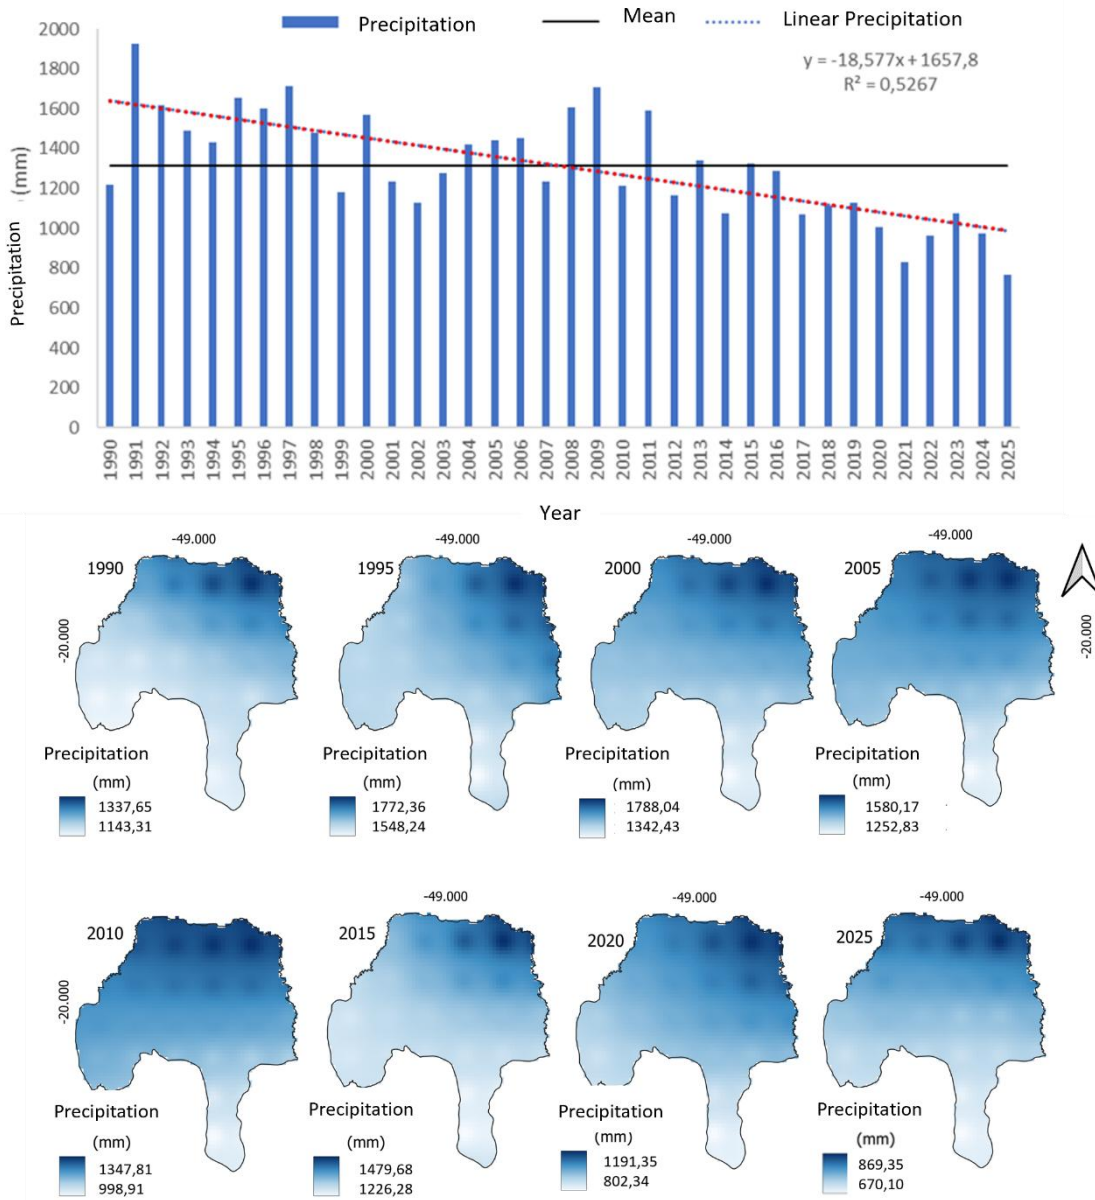 Precipitation
Mean
Linear Precipitation
y = -18,577x + 1657,8
R² = 0,5267
Precipitation (mm)
2000
1800
1600
1400
1200
1000
800
600
400
200
0
1990 1991 1992 1993 1994 1995 1996 1997 1998 1999 2000 2001 2002 2003 2004 2005 2006 2007 2008 2009 2010 2011 2012 2013 2014 2015 2016 2017 2018 2019 2020 2021 2022 2023 2024 2025
Year
-49.000 -49.000 -49.000 -49.000
1990 1995 2000 2005
-20.000 -20.000
Precipitation Precipitation Precipitation Precipitation
(mm) (mm) (mm) (mm)
1337,65 1772,36 1788,04 1580,17
1143,31 1548,24 1342,43 1252,83
-49.000 -49.000 -49.000
2010 2015 2020 2025
-20.000
Precipitation Precipitation Precipitation Precipitation
(mm) (mm) (mm) (mm)
1347,81 1479,68 1191,35 869,35
998,91 1226,28 802,34 670,10